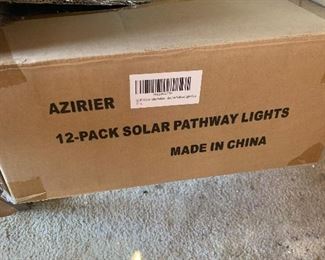 AZIRIER
12-PACK SOLAR PATHWAY LIGHTS
MADE IN CHINA